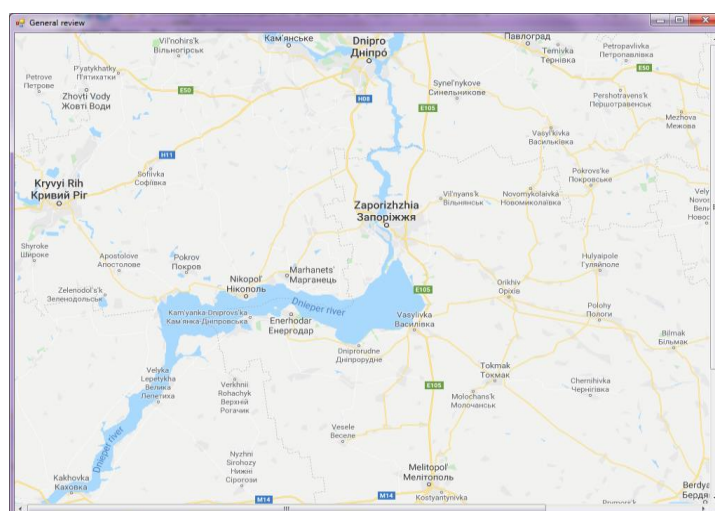 General review
Vil'nohirs'k
Вільногірськ
Кам'янське
Dnipro
Дніпро
Павлоград
Ternivka
Тернівка
Petropavlivka
Петропавлівка
P'yatykhatky
П'ятихатки
Petrove
Петрове
Zhovti Vody
Жовті Води
E50
H08
E105
Synel'nykove
Синельникове
E50
Pershotravens'k
Першотравенськ
Mezhova
Межова
Vasyl'kivka
Васильківка
H11
Sofiivka
Софіївка
Kryvyi Rih
Кривий Ріг
Pokrovs'ke
Покровське
Vil'nyans'k
Вільнянськ
Novomykolaivka
Новомиколаївка
Zaporizhzhia
Запоріжжя
Shyroke
Широке
Apostolove
Апостолове
Pokrov
Покров
Marhanets'
Марганець
Nikopol'
Нікополь
Hulyaipole
Гуляйполе
Orikhiv
Оріхів
E105
Zelenodol's'k
Зеленодольськ
Kam'yanka-Dniprovs'ka
Кам'янка-Дніпровська
Dnieper river
Enerhodar
Енергодар
Vasylivka
Василівка
Polohy
Пологи
Bilmak
Більмак
Dniprorudne
Дніпрорудне
Tokmak
Токмак
Velyka
Lepetykha
Велика
Лепетиха
Verkhnii
Rohachyk
Верхній
Рогачик
E105
Molochans'k
Молочанськ
Chernihivka
Чернігівка
Vesele
Веселе
Dnieper river
Nyzhni
Sirohozy
Нижні
Сірогози
Melitopol'
Мелітополь
Kakhovka
Каховка
M14
M14
Kostyantynivka